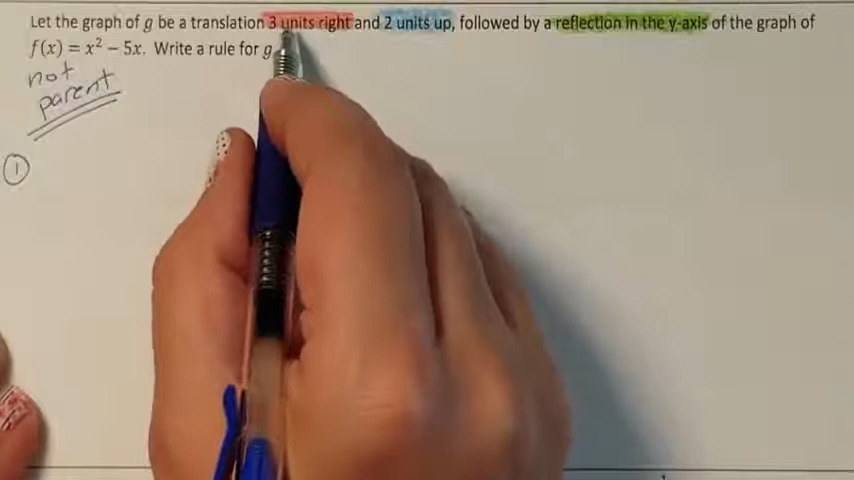 Let the graph of g be a translation 3 units right and 2 units up, followed by a reflection in the y-axis of the graph of
f(x) = x² − 5x. Write a rule for g
not
parent
①